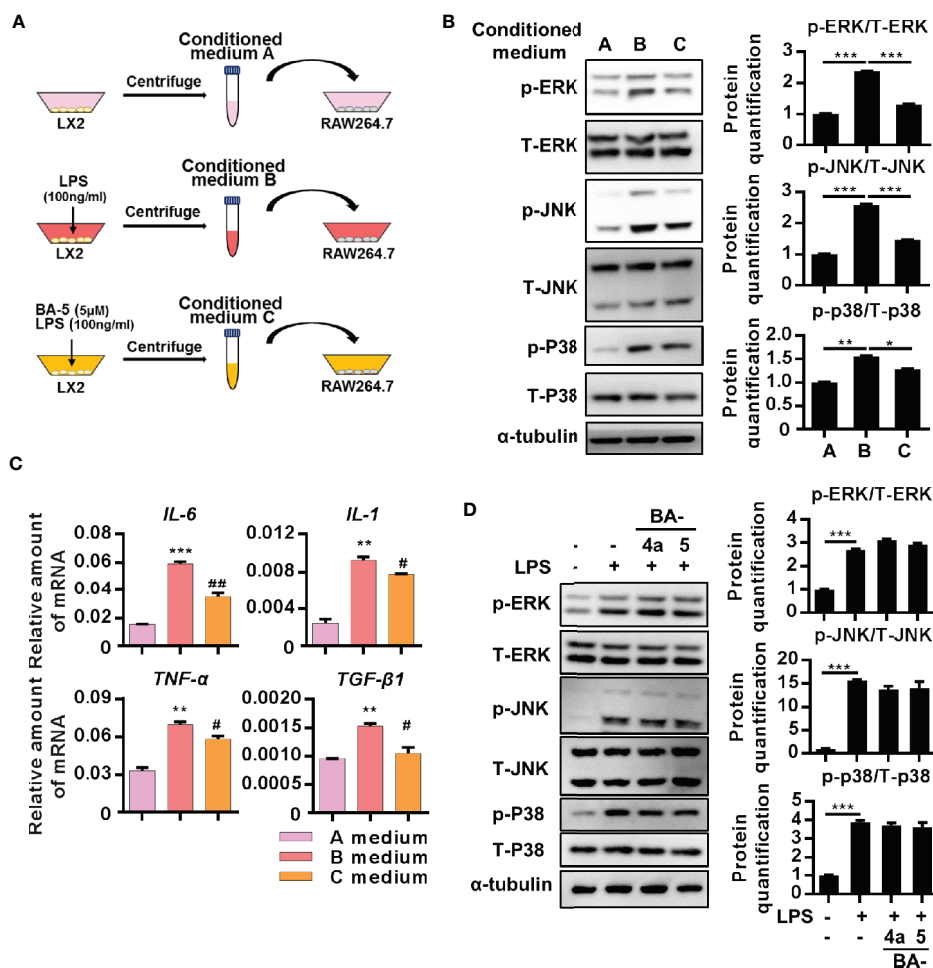 A
Conditioned
medium A
Centrifuge
LX2
RAW264.7
Conditioned
medium B
LPS
(100ng/ml)
Centrifuge
LX2
RAW264.7
Conditioned
medium C
BA-5 (5μM)
LPS (100ng/ml)
Centrifuge
LX2
RAW264.7
B
Conditioned
medium
A B C
p-ERK
T-ERK
p-JNK
T-JNK
p-P38
T-P38
α-tubulin
p-ERK/T-ERK
Protein
quantification
3
2
1
0
*** ***
p-JNK/T-JNK
Protein
quantification
3
2
1
0
*** ***
p-p38/T-p38
Protein
quantification
2.0
1.5
1.0
0.5
0
** *
A B C
C
IL-6
Relative amount
of mRNA
0.08
0.06
0.04
0.02
0
***
##
IL-1
0.012
0.008
0.004
0
**
#
TNF-α
Relative amount
of mRNA
0.09
0.06
0.03
0
**
#
TGF-β1
0.0020
0.0015
0.0010
0.0005
0
**
#
A medium
B medium
C medium
D
BA-
- - 4a 5
LPS - + + +
p-ERK
T-ERK
p-JNK
T-JNK
p-P38
T-P38
α-tubulin
p-ERK/T-ERK
Protein
quantification
4
3
2
1
0
***
p-JNK/T-JNK
Protein
quantification
20
15
10
5
0
***
p-p38/T-p38
Protein
quantification
5
4
3
2
1
0
***
LPS - + + +
- - 4a 5
BA-